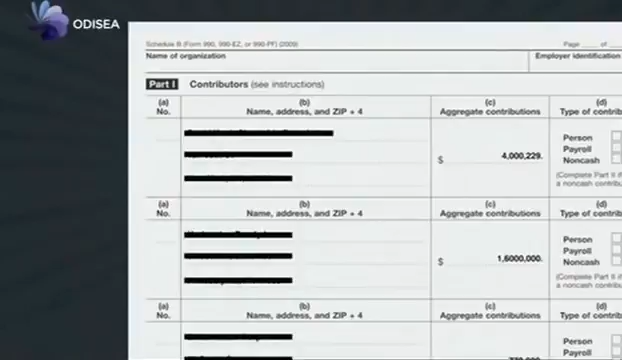 ODISEA
Schedule B (Form 990, 990-EZ, or 990-PF) (2009)
Page ____ of ____
Name of organization
Employer identification
Part I Contributors (see instructions)
(a) (b) (c) (d)
No. Name, address, and ZIP + 4 Aggregate contributions Type of contrib
Person
Payroll
$ 4,000,229. Noncash
(Complete Part II if
a noncash contribu
(a) (b) (c) (d)
No. Name, address, and ZIP + 4 Aggregate contributions Type of contrib
Person
Payroll
$ 1,6000,000. Noncash
(Complete Part II if
a noncash contribu
(a) (b) (c) (d)
No. Name, address, and ZIP + 4 Aggregate contributions Type of contrib
Person
Payroll